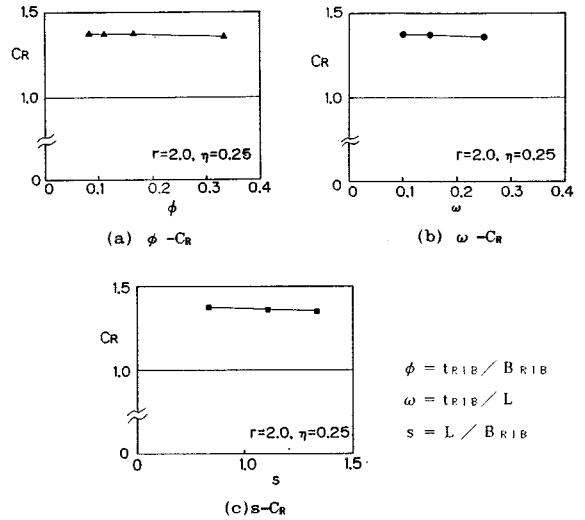 1.5
CR
1.0
r=2.0, η=0.25
0
0 0.1 0.2 0.3 0.4
φ
(a) φ -CR
1.5
CR
1.0
r=2.0, η=0.25
0
0 0.1 0.2 0.3 0.4
ω
(b) ω -CR
1.5
CR
1.0
r=2.0, η=0.25
0
0 1.0 1.5
s
(c)s-CR
φ = tRIB / BRIB
ω = tRIB / L
s = L / BRIB